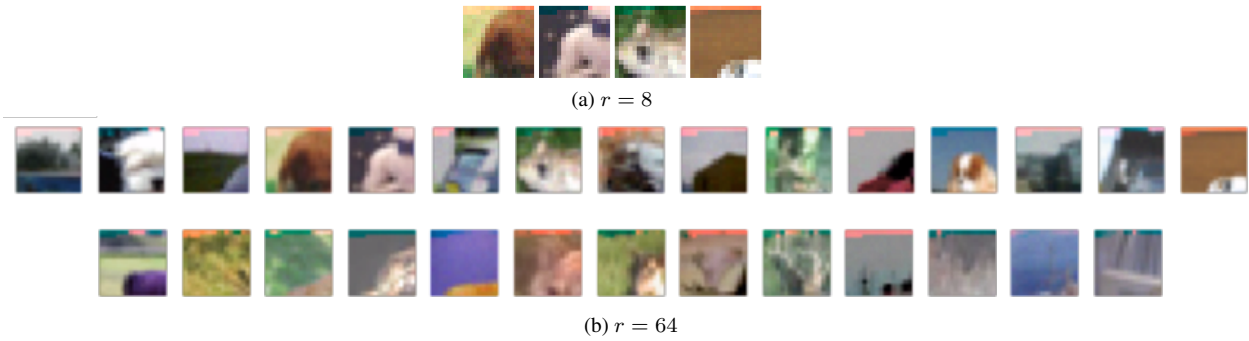 (a) r = 8
(b) r = 64